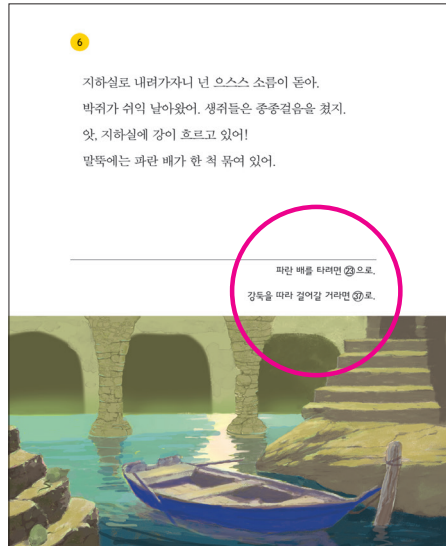 6
지하실로 내려가자니 넌 으스스 소름이 돋아.
박쥐가 쉬익 날아왔어. 생쥐들은 종종걸음을 쳤지.
앗, 지하실에 강이 흐르고 있어!
말뚝에는 파란 배가 한 척 묶여 있어.
파란 배를 타려면 ㉓으로.
강둑을 따라 걸어갈 거라면 ㊲로.